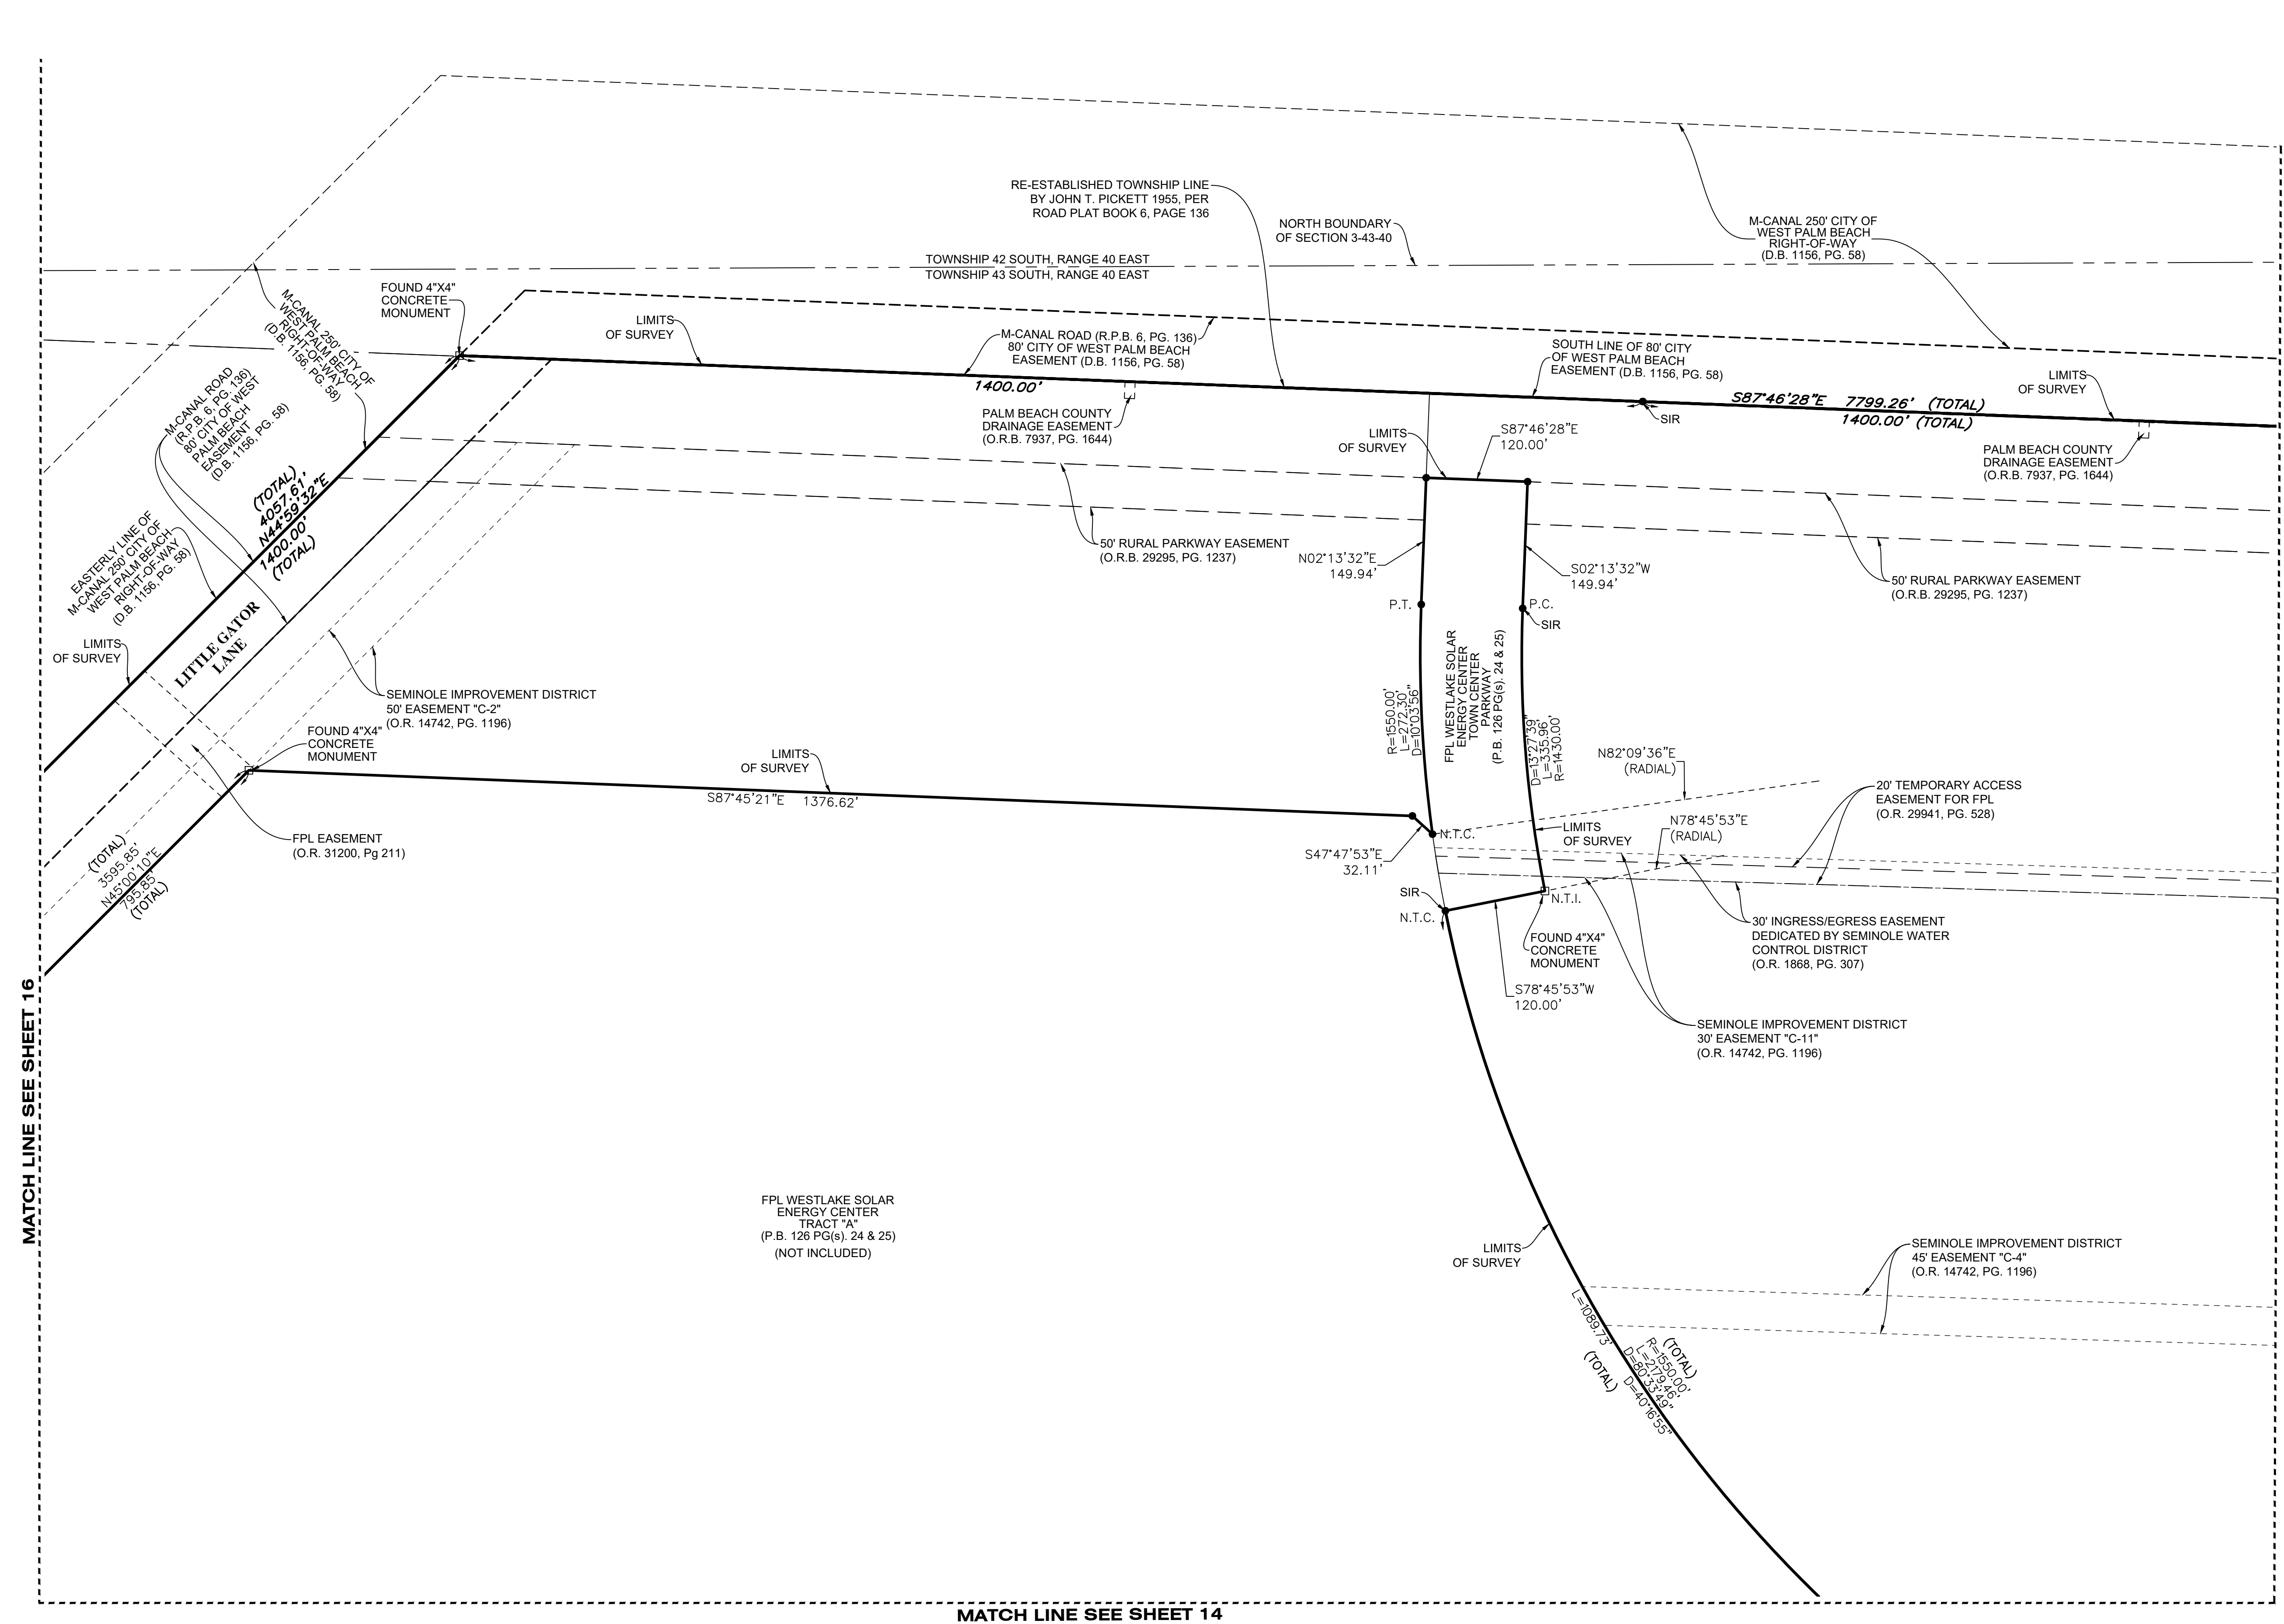 RE-ESTABLISHED TOWNSHIP LINE
BY JOHN T. PICKETT 1955, PER
ROAD PLAT BOOK 6, PAGE 136
NORTH BOUNDARY
OF SECTION 3-43-40
M-CANAL 250' CITY OF
WEST PALM BEACH
RIGHT-OF-WAY
(D.B. 1156, PG. 58)
TOWNSHIP 42 SOUTH, RANGE 40 EAST
TOWNSHIP 43 SOUTH, RANGE 40 EAST
FOUND 4"X4"
CONCRETE
MONUMENT
M-CANAL 250' CITY OF
WEST PALM BEACH
RIGHT-OF-WAY
(D.B. 1156, PG. 58)
LIMITS
OF SURVEY
M-CANAL ROAD (R.P.B. 6, PG. 136)
80' CITY OF WEST PALM BEACH
EASEMENT (D.B. 1156, PG. 58)
1400.00'
SOUTH LINE OF 80' CITY
OF WEST PALM BEACH
EASEMENT (D.B. 1156, PG. 58)
LIMITS
OF SURVEY
S87°46'28"E 7799.26' (TOTAL)
1400.00' (TOTAL)
SIR
M-CANAL ROAD
(R.P.B. 6, PG. 136)
80' CITY OF WEST
PALM BEACH
EASEMENT
(D.B. 1156, PG. 58)
PALM BEACH COUNTY
DRAINAGE EASEMENT
(O.R.B. 7937, PG. 1644)
LIMITS
OF SURVEY
S87°46'28"E
120.00'
PALM BEACH COUNTY
DRAINAGE EASEMENT
(O.R.B. 7937, PG. 1644)
(TOTAL)
4057.61'
N44°59'32"E
1400.00'
(TOTAL)
EASTERLY LINE OF
M-CANAL 250' CITY OF
WEST PALM BEACH
RIGHT-OF-WAY
(D.B. 1156, PG. 58)
50' RURAL PARKWAY EASEMENT
(O.R.B. 29295, PG. 1237)
N02°13'32"E
149.94'
S02°13'32"W
149.94'
50' RURAL PARKWAY EASEMENT
(O.R.B. 29295, PG. 1237)
P.T.
P.C.
SIR
LITTLE GATOR
LANE
LIMITS
OF SURVEY
SEMINOLE IMPROVEMENT DISTRICT
50' EASEMENT "C-2"
(O.R. 14742, PG. 1196)
FOUND 4"X4"
CONCRETE
MONUMENT
R=1550.00'
L=272.30'
D=10°03'56"
FPL WESTLAKE SOLAR
ENERGY CENTER
TOWN CENTER
PARKWAY
(P.B. 126 PG(s). 24 & 25)
D=13°27'39"
L=335.96'
R=1430.00'
LIMITS
OF SURVEY
S87°45'21"E 1376.62'
N82°09'36"E
(RADIAL)
20' TEMPORARY ACCESS
EASEMENT FOR FPL
(O.R. 29941, PG. 528)
FPL EASEMENT
(O.R. 31200, Pg 211)
N.T.C.
LIMITS
OF SURVEY
N78°45'53"E
(RADIAL)
S47°47'53"E
32.11'
(TOTAL)
3595.85'
N45°00'10"E
795.85'
(TOTAL)
SIR
N.T.C.
N.T.I.
FOUND 4"X4"
CONCRETE
MONUMENT
30' INGRESS/EGRESS EASEMENT
DEDICATED BY SEMINOLE WATER
CONTROL DISTRICT
(O.R. 1868, PG. 307)
S78°45'53"W
120.00'
SEMINOLE IMPROVEMENT DISTRICT
30' EASEMENT "C-11"
(O.R. 14742, PG. 1196)
MATCH LINE SEE SHEET 16
FPL WESTLAKE SOLAR
ENERGY CENTER
TRACT "A"
(P.B. 126 PG(s). 24 & 25)
(NOT INCLUDED)
LIMITS
OF SURVEY
SEMINOLE IMPROVEMENT DISTRICT
45' EASEMENT "C-4"
(O.R. 14742, PG. 1196)
(TOTAL)
R=1550.00'
L=2179.46'
D=80°33'49"
L=1089.73' D=40°16'55"
(TOTAL)
MATCH LINE SEE SHEET 14